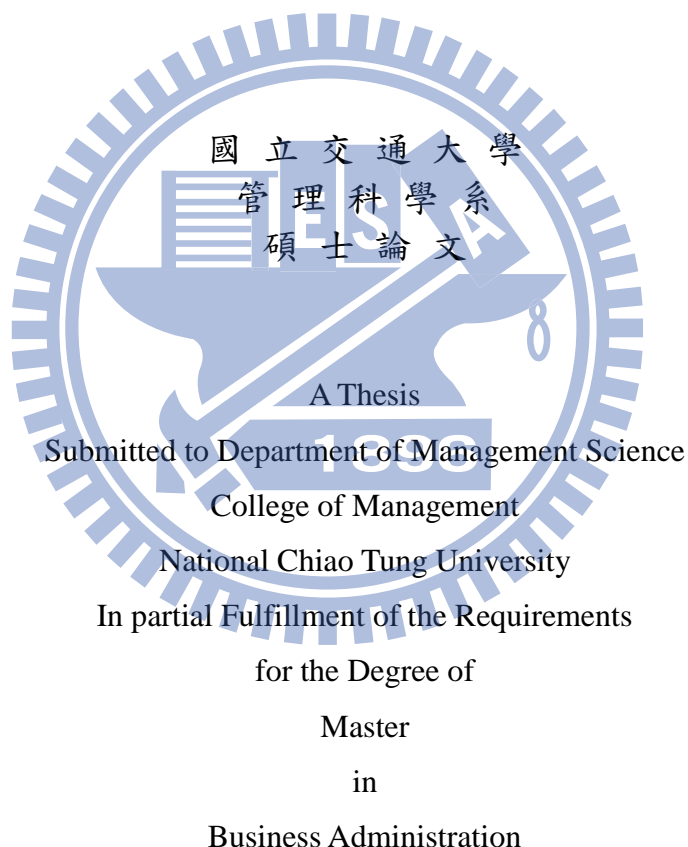 國立交通大學
管理科學系
碩士論文
ESA
A Thesis
Submitted to Department of Management Science
1896
College of Management
National Chiao Tung University
In partial Fulfillment of the Requirements
for the Degree of
Master
in
Business Administration